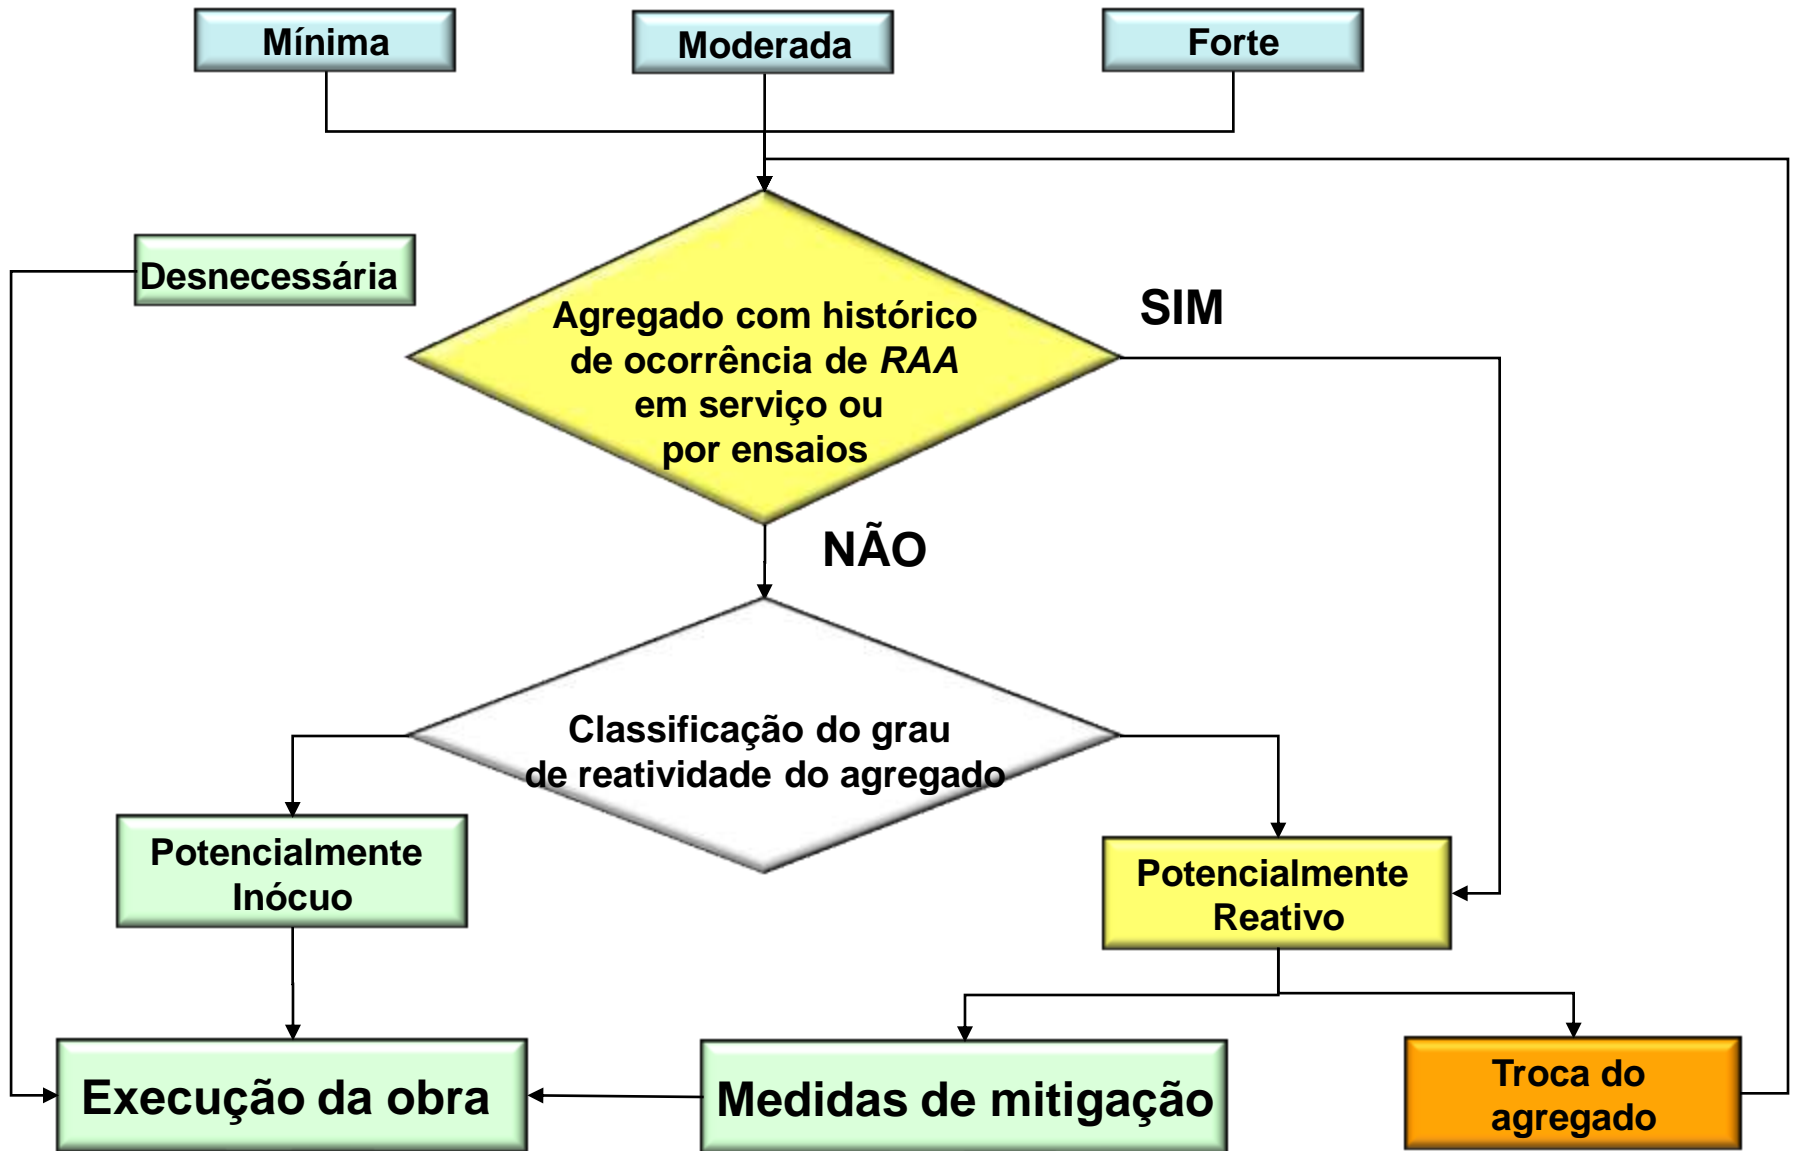 Mínima
Moderada
Forte
Desnecessária
Agregado com histórico
de ocorrência de RAA
em serviço ou
por ensaios
SIM
NÃO
Classificação do grau
de reatividade do agregado
Potencialmente
Inócuo
Potencialmente
Reativo
Execução da obra
Medidas de mitigação
Troca do
agregado